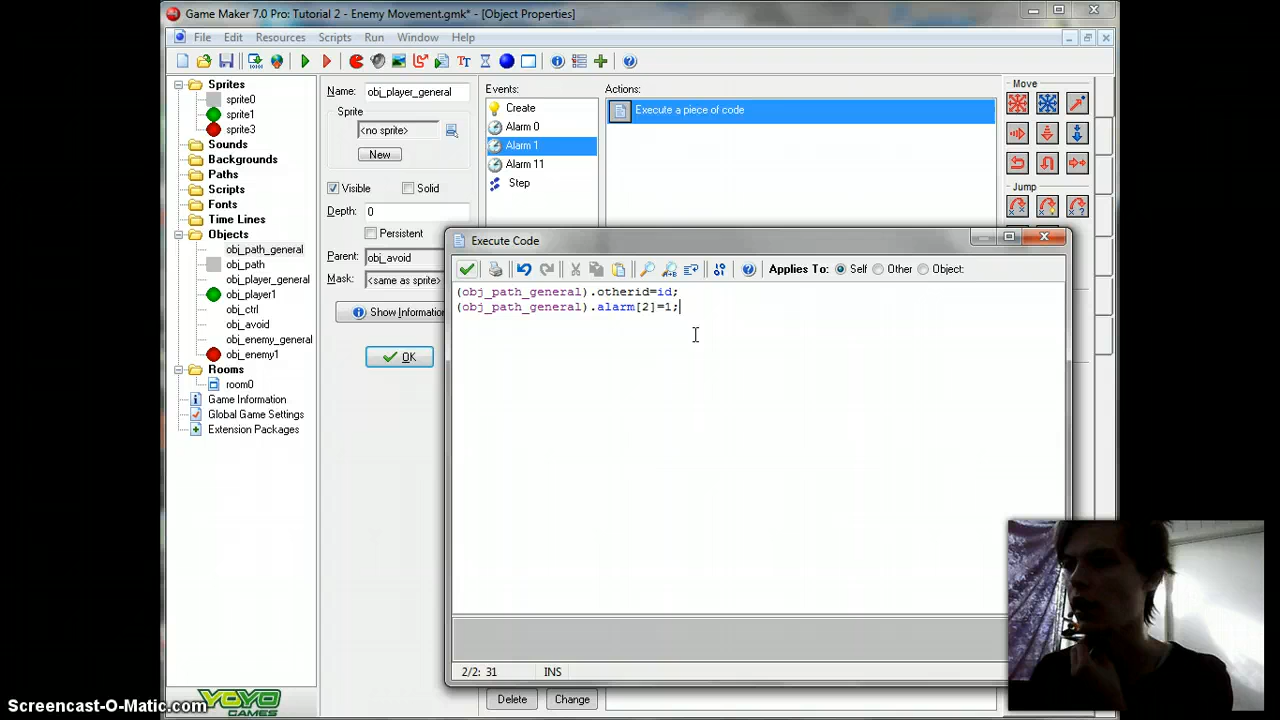 Game Maker 7.0 Pro: Tutorial 2 - Enemy Movement.gmk* - [Object Properties]
File Edit Resources Scripts Run Window Help
Sprites
sprite0
sprite1
sprite3
Sounds
Backgrounds
Paths
Scripts
Fonts
Time Lines
Objects
obj_path_general
obj_path
obj_player_general
obj_player1
obj_ctrl
obj_avoid
obj_enemy_general
obj_enemy1
Rooms
room0
Game Information
Global Game Settings
Extension Packages
YOYO
GAMES
Name: obj_player_general
Sprite
<no sprite>
New
Visible Solid
Depth: 0
Persistent
Parent: obj_avoid
Mask: <same as sprite>
Show Information
OK
Events:
Create
Alarm 0
Alarm 1
Alarm 11
Step
Delete Change
Actions:
Execute a piece of code
Move
Jump
Execute Code
Applies To: Self Other Object:
(obj_path_general).otherid=id;
(obj_path_general).alarm[2]=1;
2/2: 31 INS
Screencast-O-Matic.com